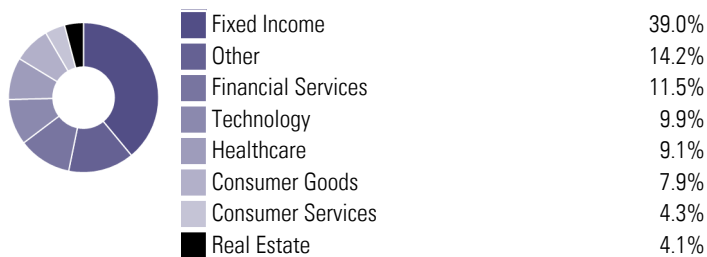 Fixed Income 39.0%
Other 14.2%
Financial Services 11.5%
Technology 9.9%
Healthcare 9.1%
Consumer Goods 7.9%
Consumer Services 4.3%
Real Estate 4.1%